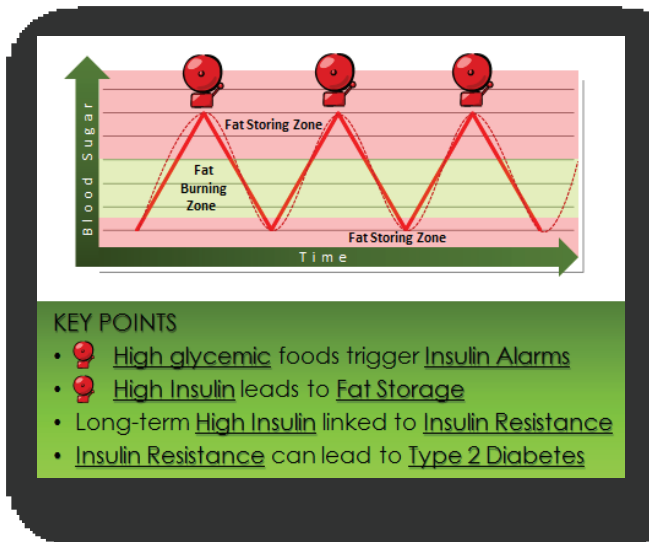 Blood Sugar
Fat Storing Zone
Fat
Burning
Zone
Fat Storing Zone
Time
KEY POINTS
• High glycemic foods trigger Insulin Alarms
• High Insulin leads to Fat Storage
• Long-term High Insulin linked to Insulin Resistance
• Insulin Resistance can lead to Type 2 Diabetes